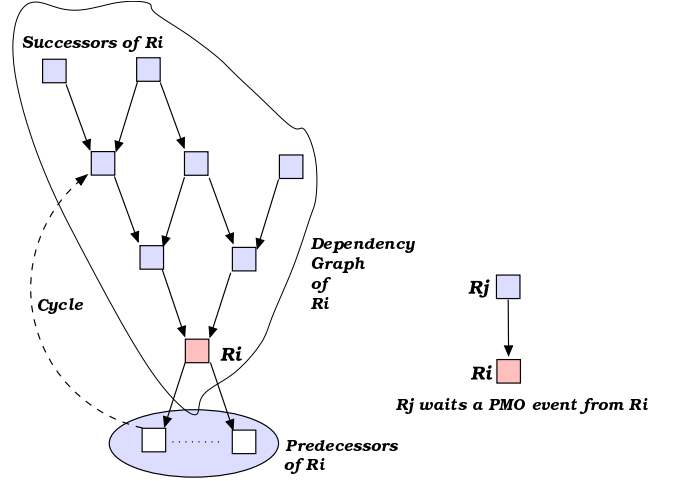 Successors of Ri
Dependency
Graph
of
Ri
Cycle
Ri
Predecessors
of Ri
Rj
Ri
Rj waits a PMO event from Ri